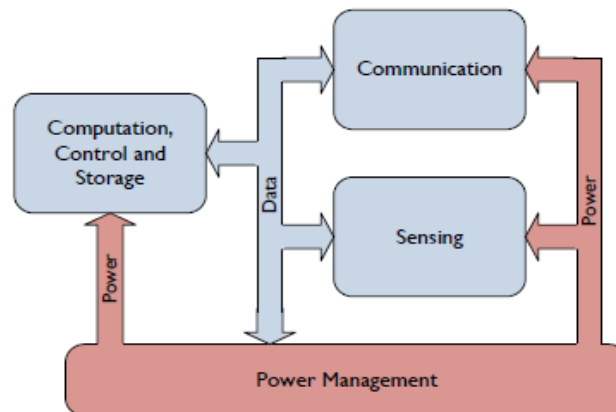 Communication
Computation,
Control and
Storage
Data
Power
Sensing
Power
Power Management